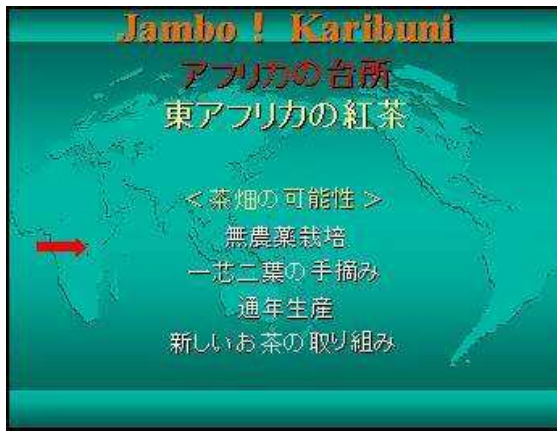 Jambo！ Karibuni
アフリカの台所
東アフリカの紅茶
＜茶畑の可能性＞
無農薬栽培
一芯二葉の手摘み
通年生産
新しいお茶の取り組み